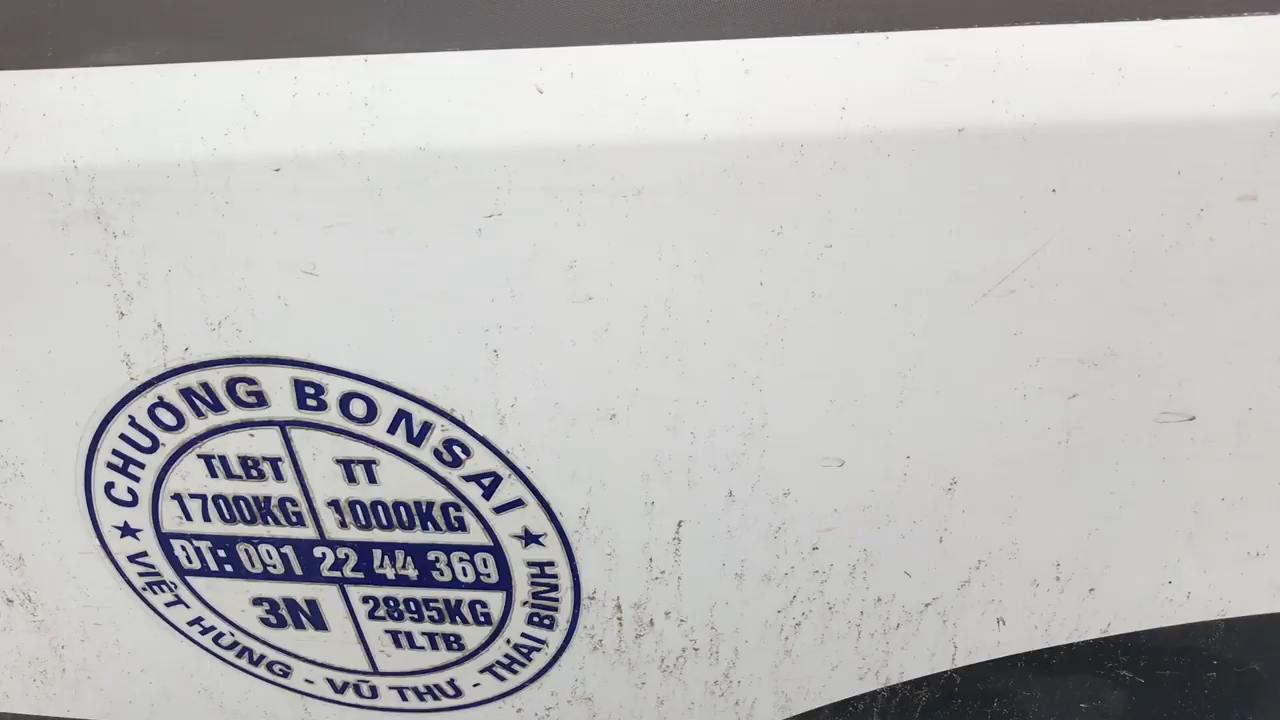 CHƯƠNG BONSAI
TLBT TT
1700KG 1000KG
ĐT: 091 22 44 369
3N 2895KG
TLTB
★ VIỆT HÙNG - VŨ THƯ - THÁI BÌNH ★